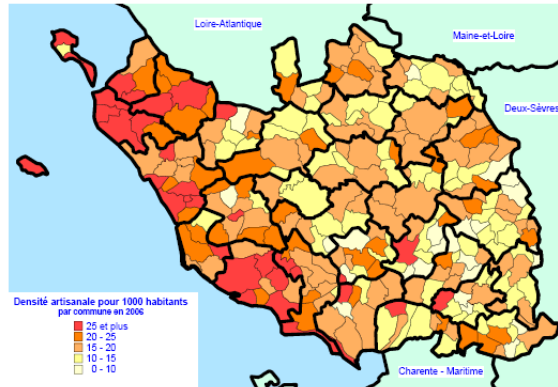 Loire-Atlantique
Maine-et-Loire
Deux-Sèvres
Densité artisanale pour 1000 habitants
par commune en 2006
25 et plus
20 - 25
15 - 20
10 - 15
0 - 10
Charente - Maritime